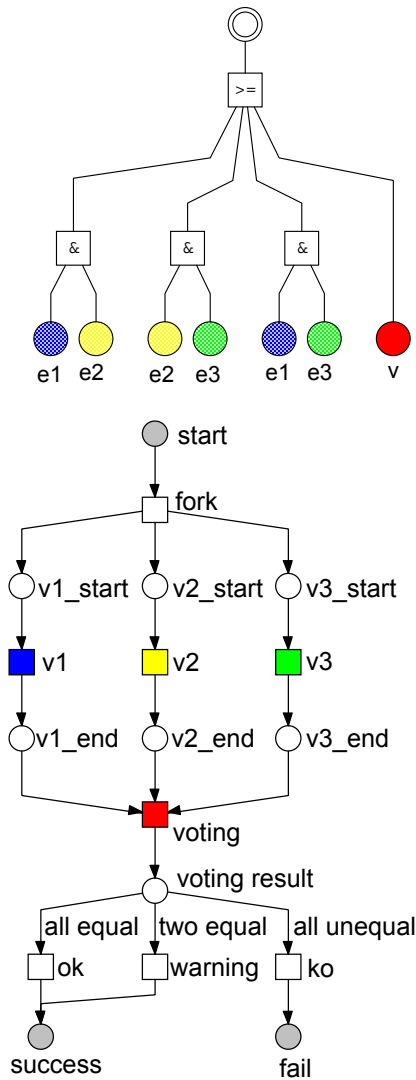 >=
& & &
e1 e2 e2 e3 e1 e3 v
start
fork
v1_start v2_start v3_start
v1 v2 v3
v1_end v2_end v3_end
voting
voting result
all equal two equal all unequal
ok warning ko
success fail